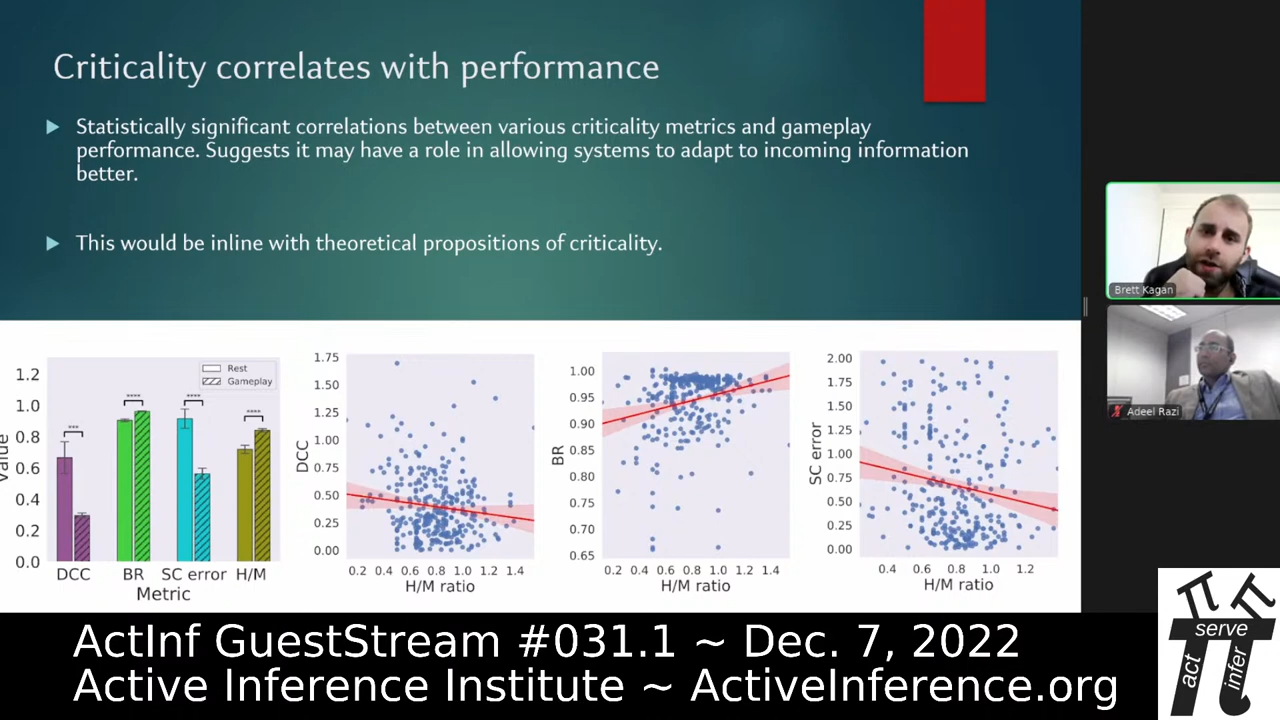 Criticality correlates with performance
Statistically significant correlations between various criticality metrics and gameplay
performance. Suggests it may have a role in allowing systems to adapt to incoming information
better.
This would be inline with theoretical propositions of criticality.
Brett Kagan
Adeel Razi
Value
1.2
1.0
0.8
0.6
0.4
0.2
0.0
Rest
Gameplay
***
****
****
****
DCC BR SC error H/M
Metric
DCC
1.75
1.50
1.25
1.00
0.75
0.50
0.25
0.00
0.2 0.4 0.6 0.8 1.0 1.2 1.4
H/M ratio
BR
1.00
0.95
0.90
0.85
0.80
0.75
0.70
0.65
0.2 0.4 0.6 0.8 1.0 1.2 1.4
H/M ratio
SC error
2.00
1.75
1.50
1.25
1.00
0.75
0.50
0.25
0.00
0.4 0.6 0.8 1.0 1.2
H/M ratio
ActInf GuestStream #031.1 ~ Dec. 7, 2022
Active Inference Institute ~ ActiveInference.org
π π
serve
act
infer